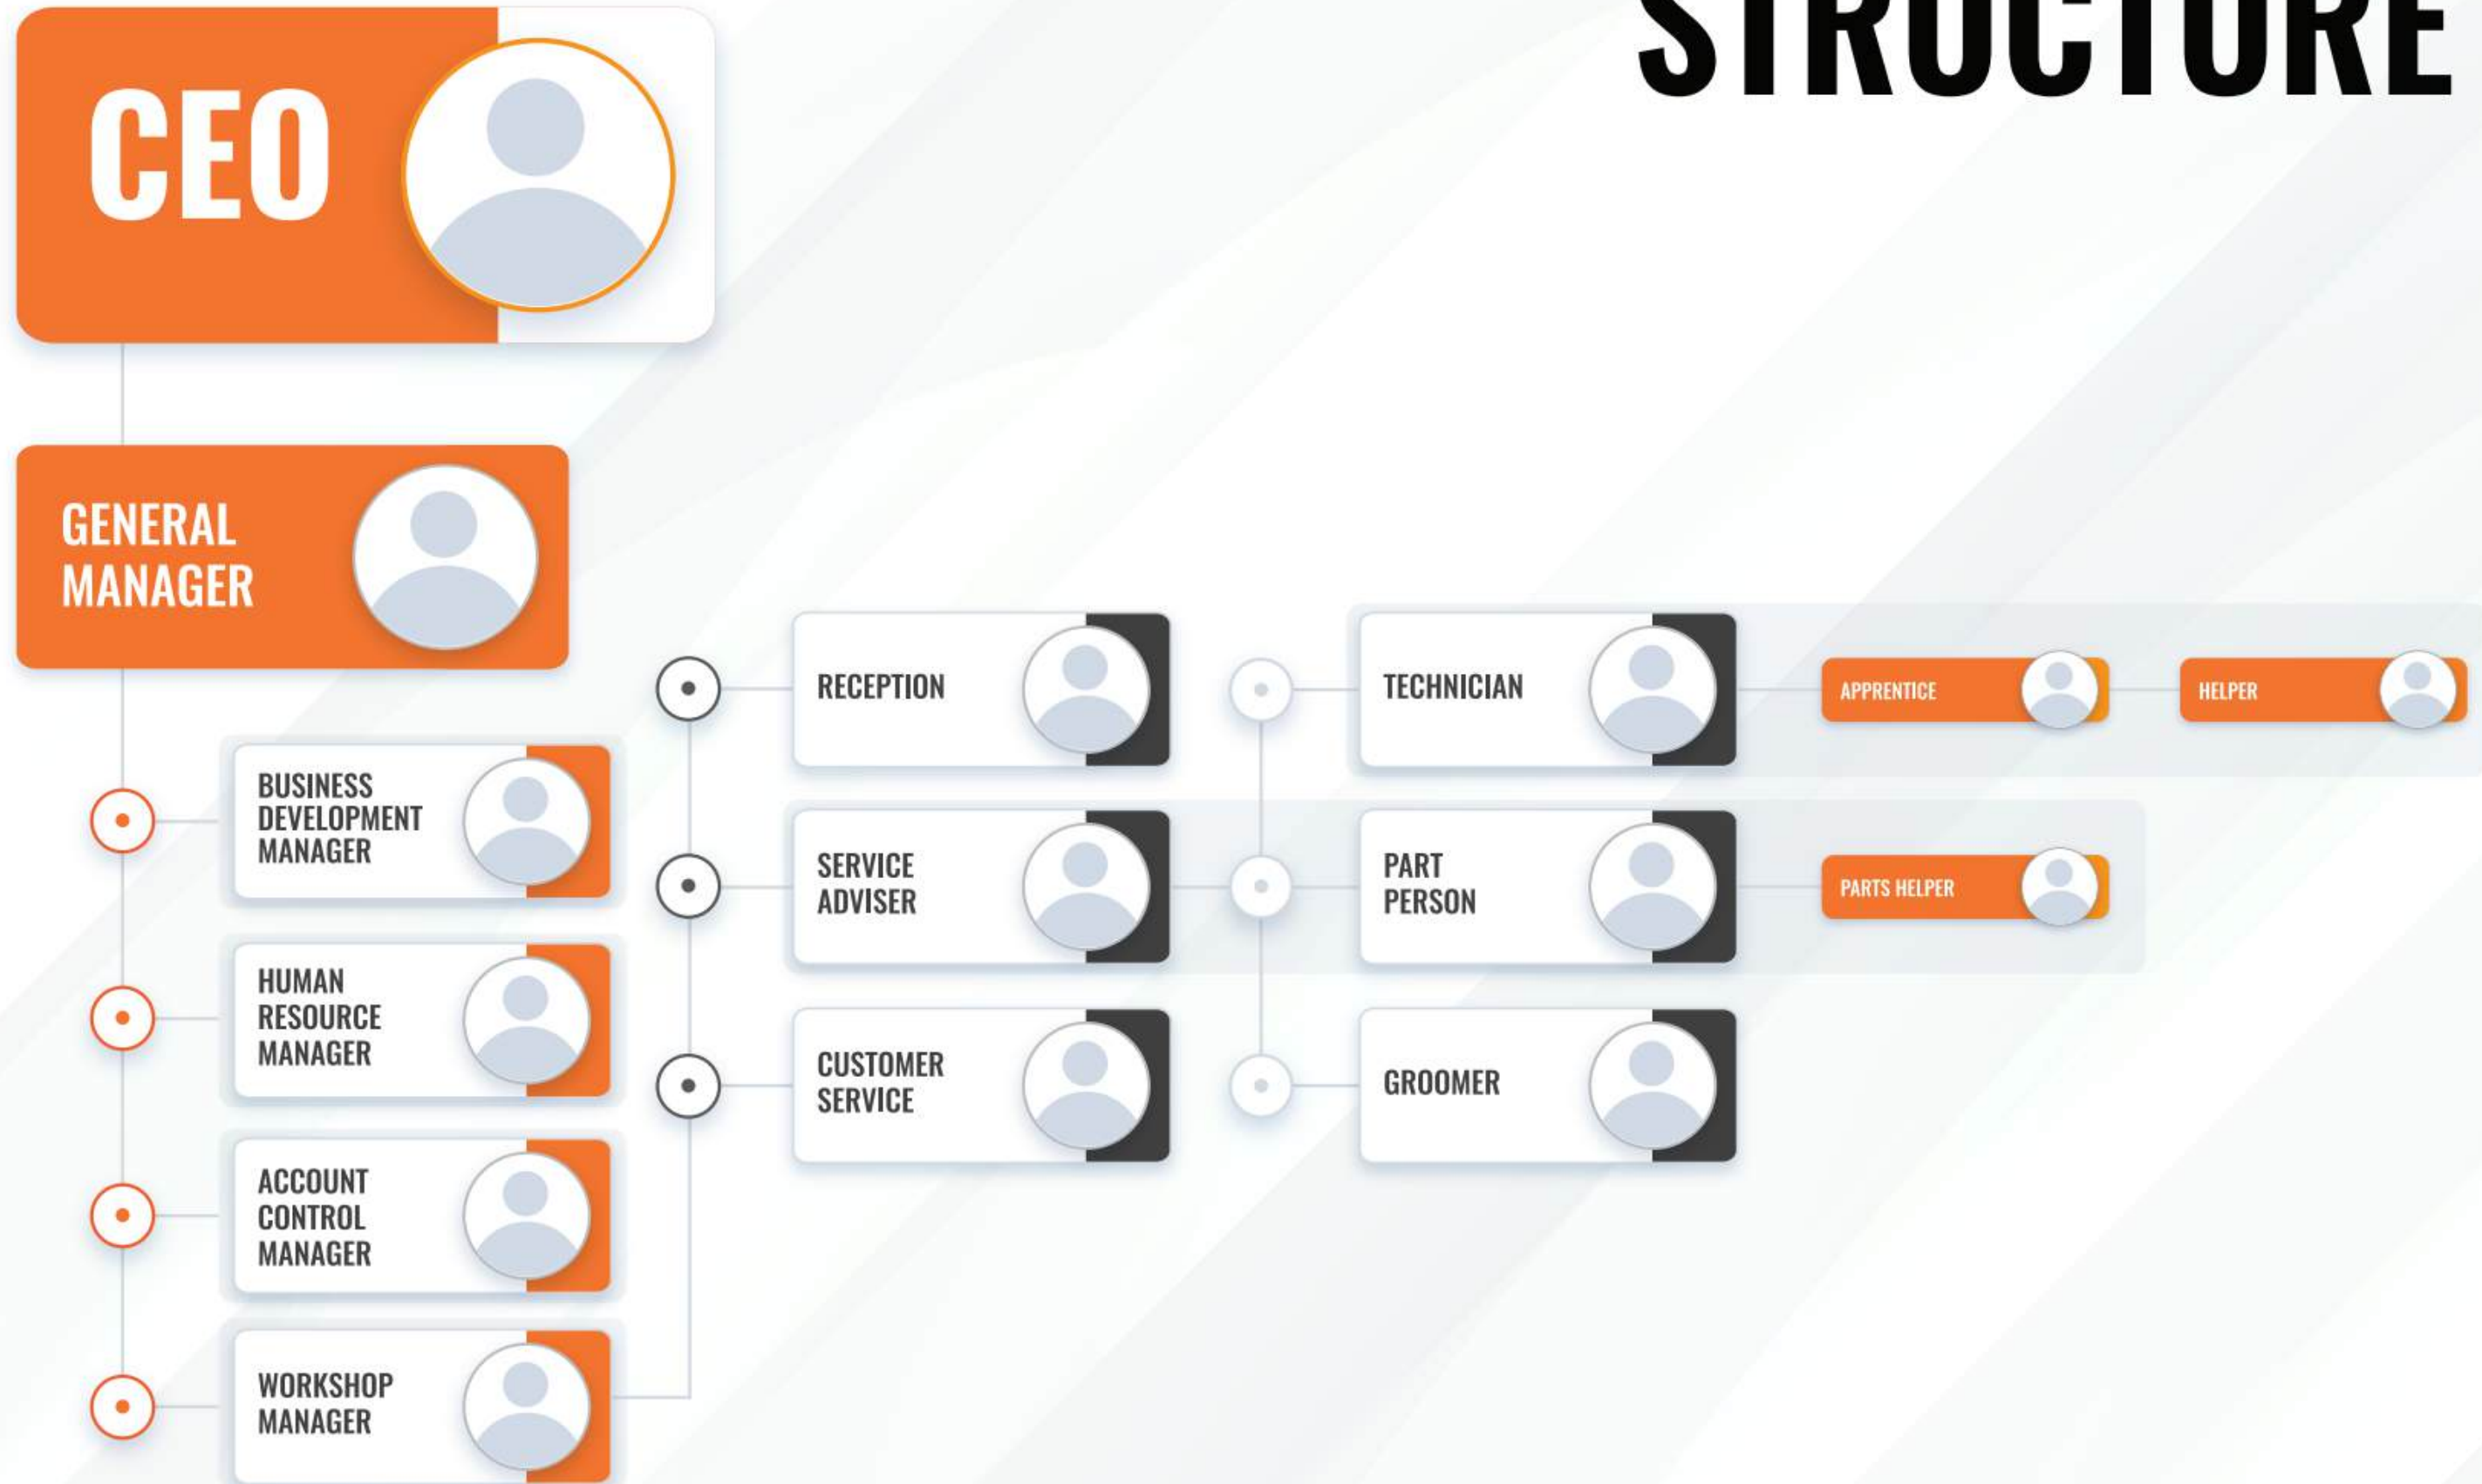 STRUCTURE
CEO
GENERAL
MANAGER
BUSINESS
DEVELOPMENT
MANAGER
HUMAN
RESOURCE
MANAGER
ACCOUNT
CONTROL
MANAGER
WORKSHOP
MANAGER
RECEPTION
SERVICE
ADVISER
CUSTOMER
SERVICE
TECHNICIAN
APPRENTICE
HELPER
PART
PERSON
PARTS HELPER
GROOMER